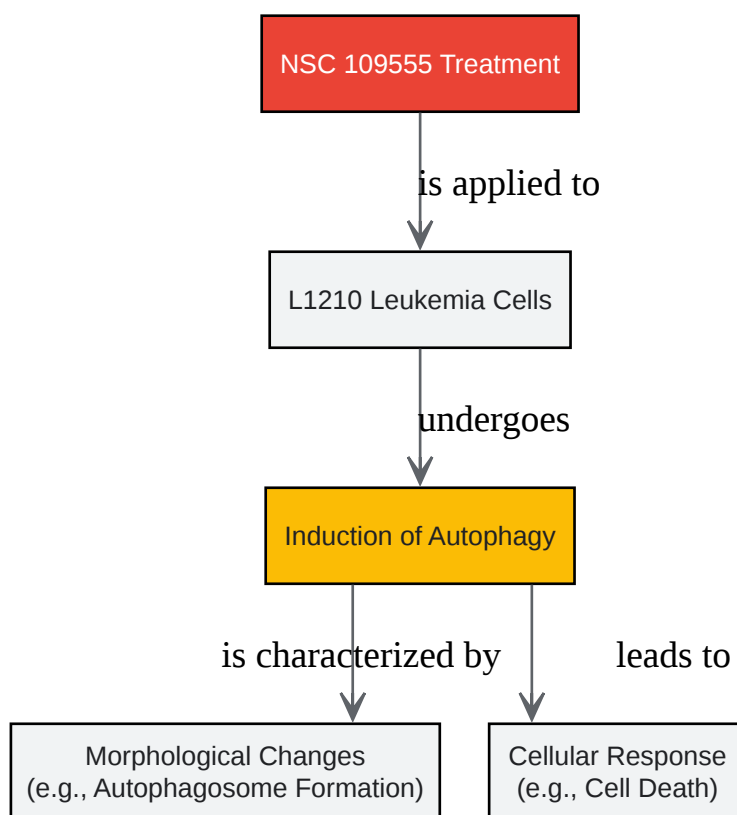 NSC 109555 Treatment
is applied to
L1210 Leukemia Cells
undergoes
Induction of Autophagy
is characterized by
leads to
Morphological Changes
(e.g., Autophagosome Formation)
Cellular Response
(e.g., Cell Death)